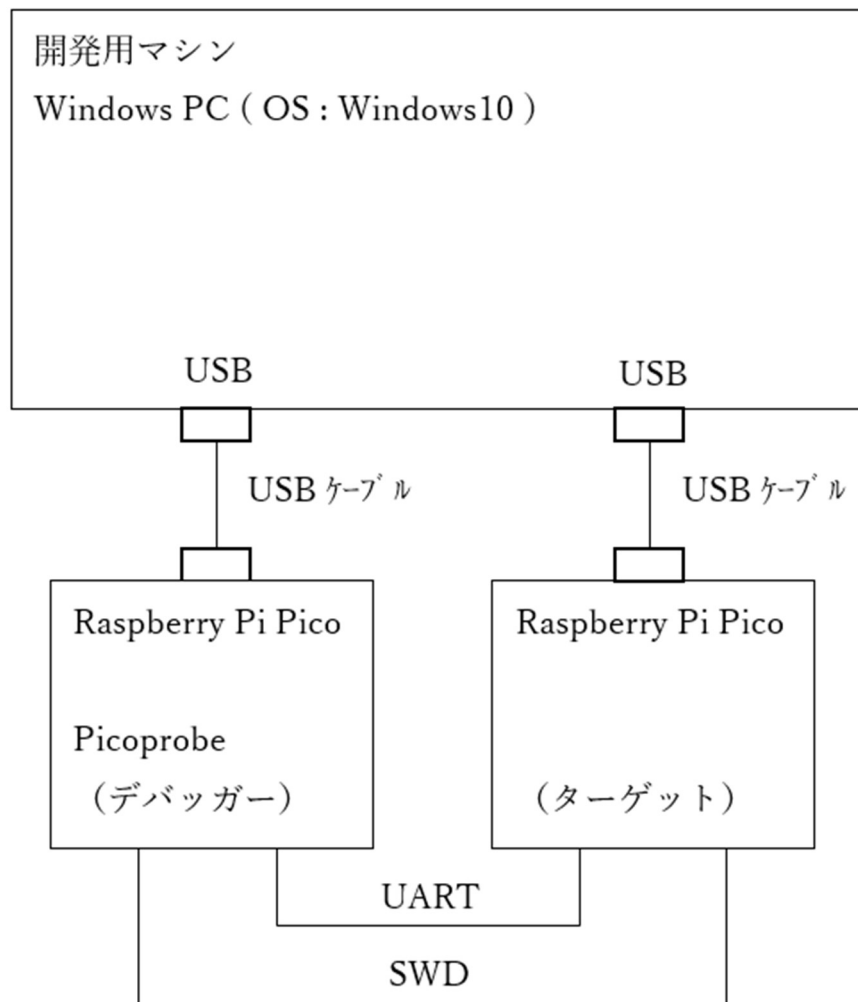 開発用マシン
Windows PC ( OS : Windows10 )
USB
USB
USB ｹｰﾌﾞﾙ
USB ｹｰﾌﾞﾙ
Raspberry Pi Pico
Raspberry Pi Pico
Picoprobe
（デバッガー）
（ターゲット）
UART
SWD